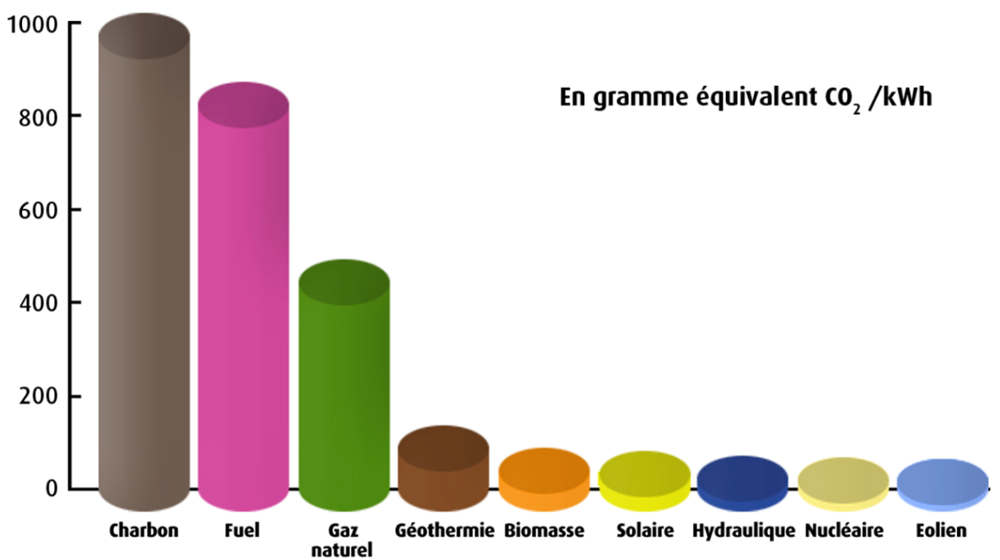 En gramme équivalent CO₂ /kWh
1000
800
600
400
200
0
Charbon
Fuel
Gaz
naturel
Géothermie
Biomasse
Solaire
Hydraulique
Nucléaire
Eolien